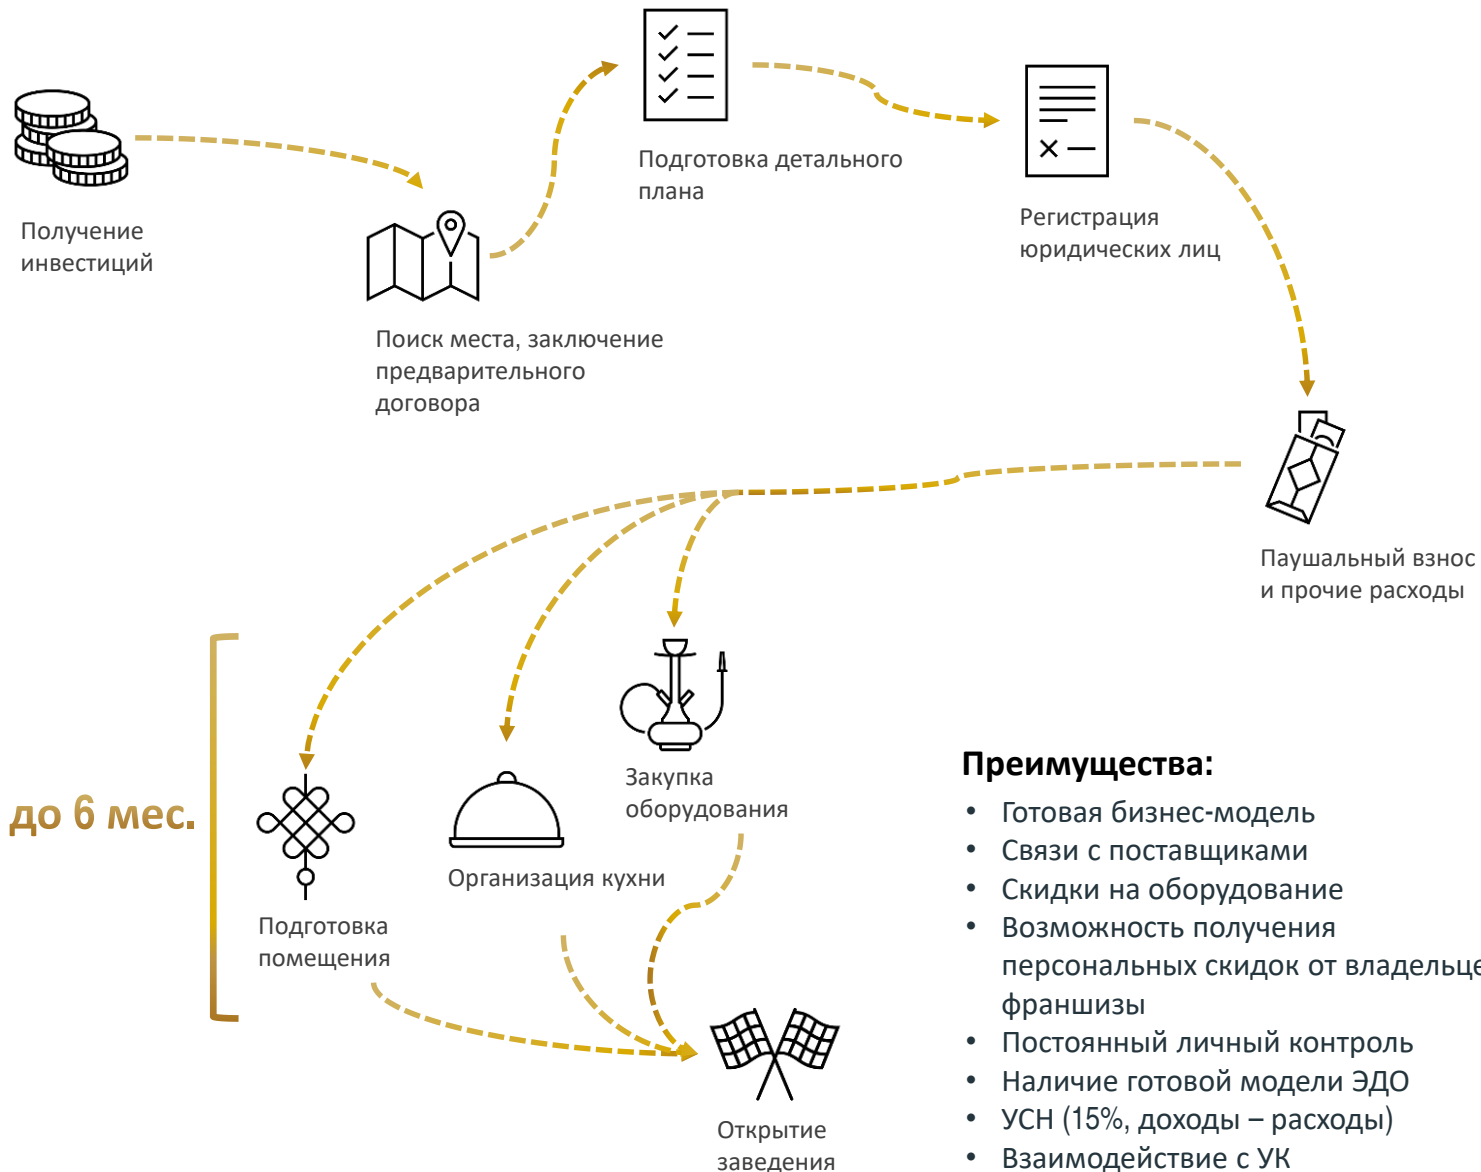 Получение
инвестиций
Поиск места, заключение
предварительного
договора
Подготовка детального
плана
Регистрация
юридических лиц
Паушальный взнос
и прочие расходы
до 6 мес.
Подготовка
помещения
Организация кухни
Закупка
оборудования
Открытие
заведения
Преимущества:
• Готовая бизнес-модель
• Связи с поставщиками
• Скидки на оборудование
• Возможность получения
персональных скидок от владельце
франшизы
• Постоянный личный контроль
• Наличие готовой модели ЭДО
• УСН (15%, доходы – расходы)
• Взаимодействие с УК